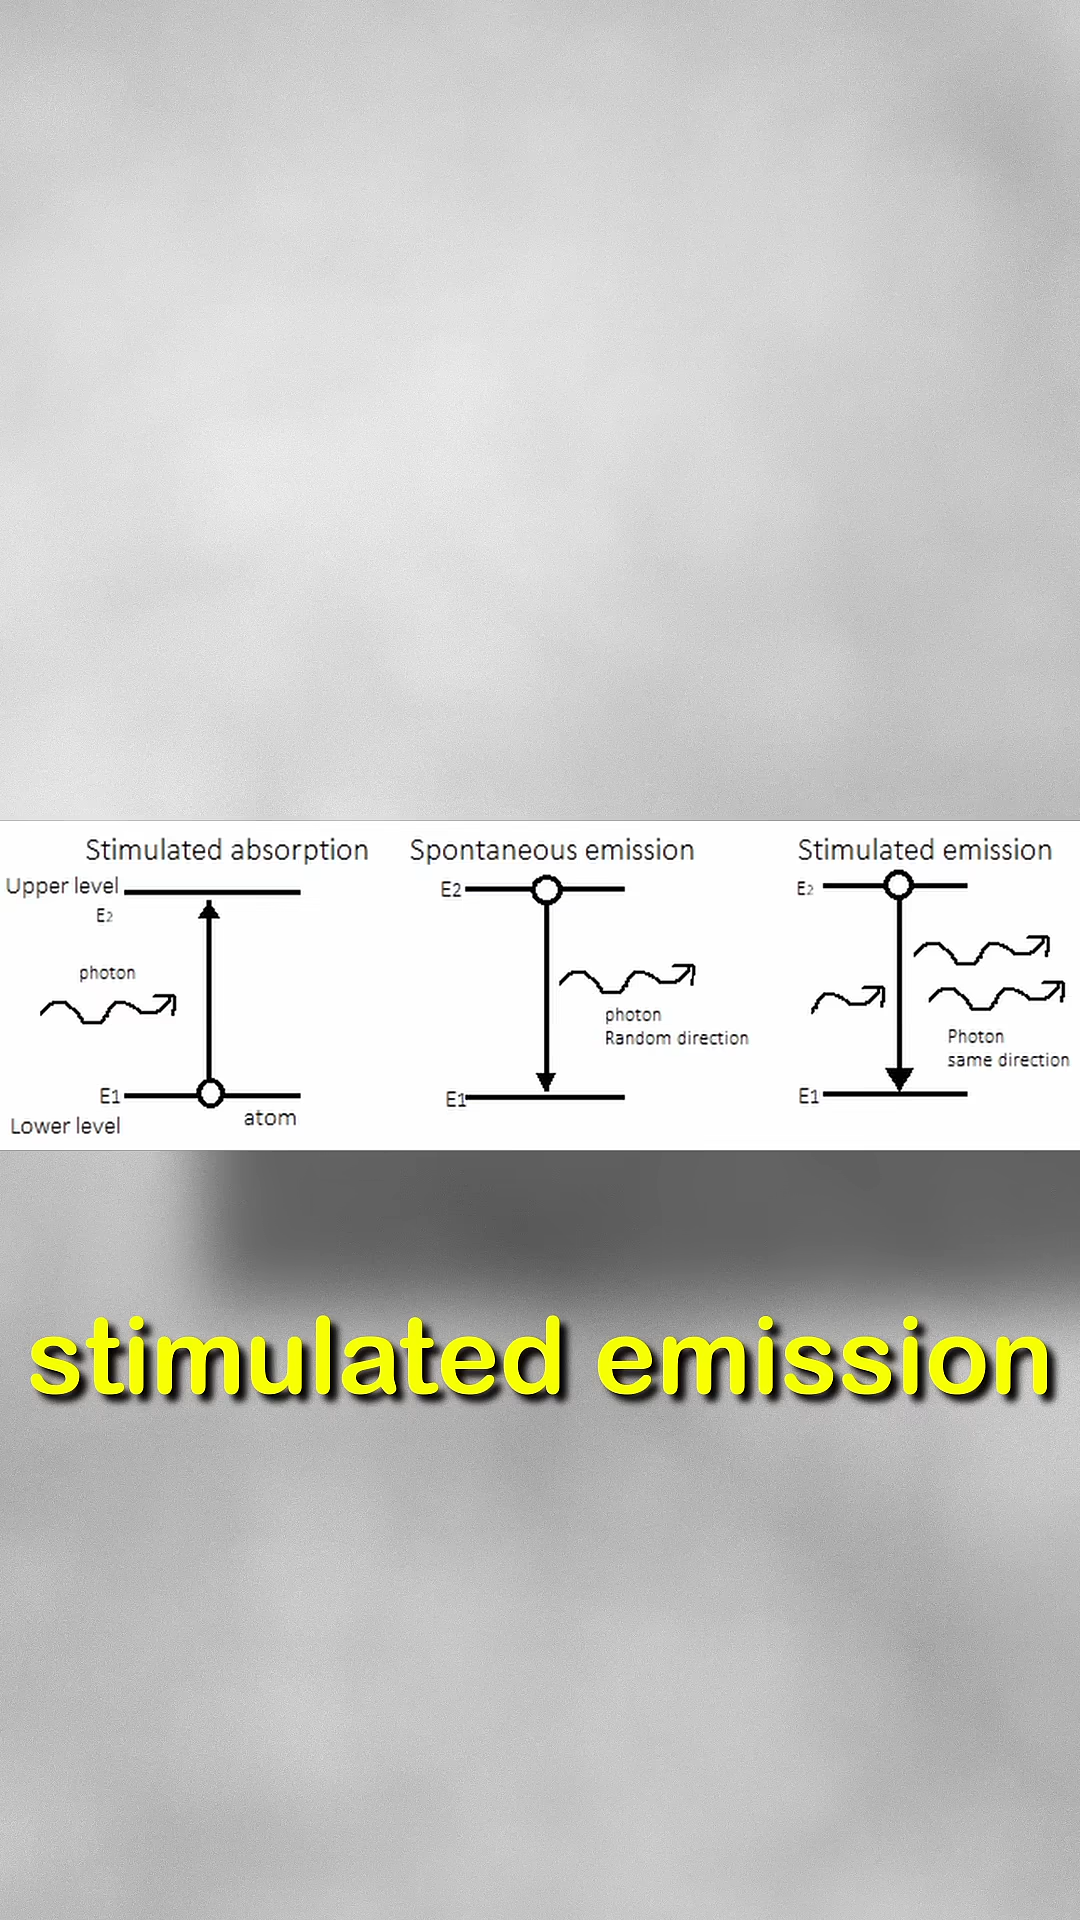 Stimulated absorption
Upper level
E2
photon
E1
atom
Lower level
Spontaneous emission
E2
photon
Random direction
E1
Stimulated emission
E2
Photon
same direction
E1
stimulated emission